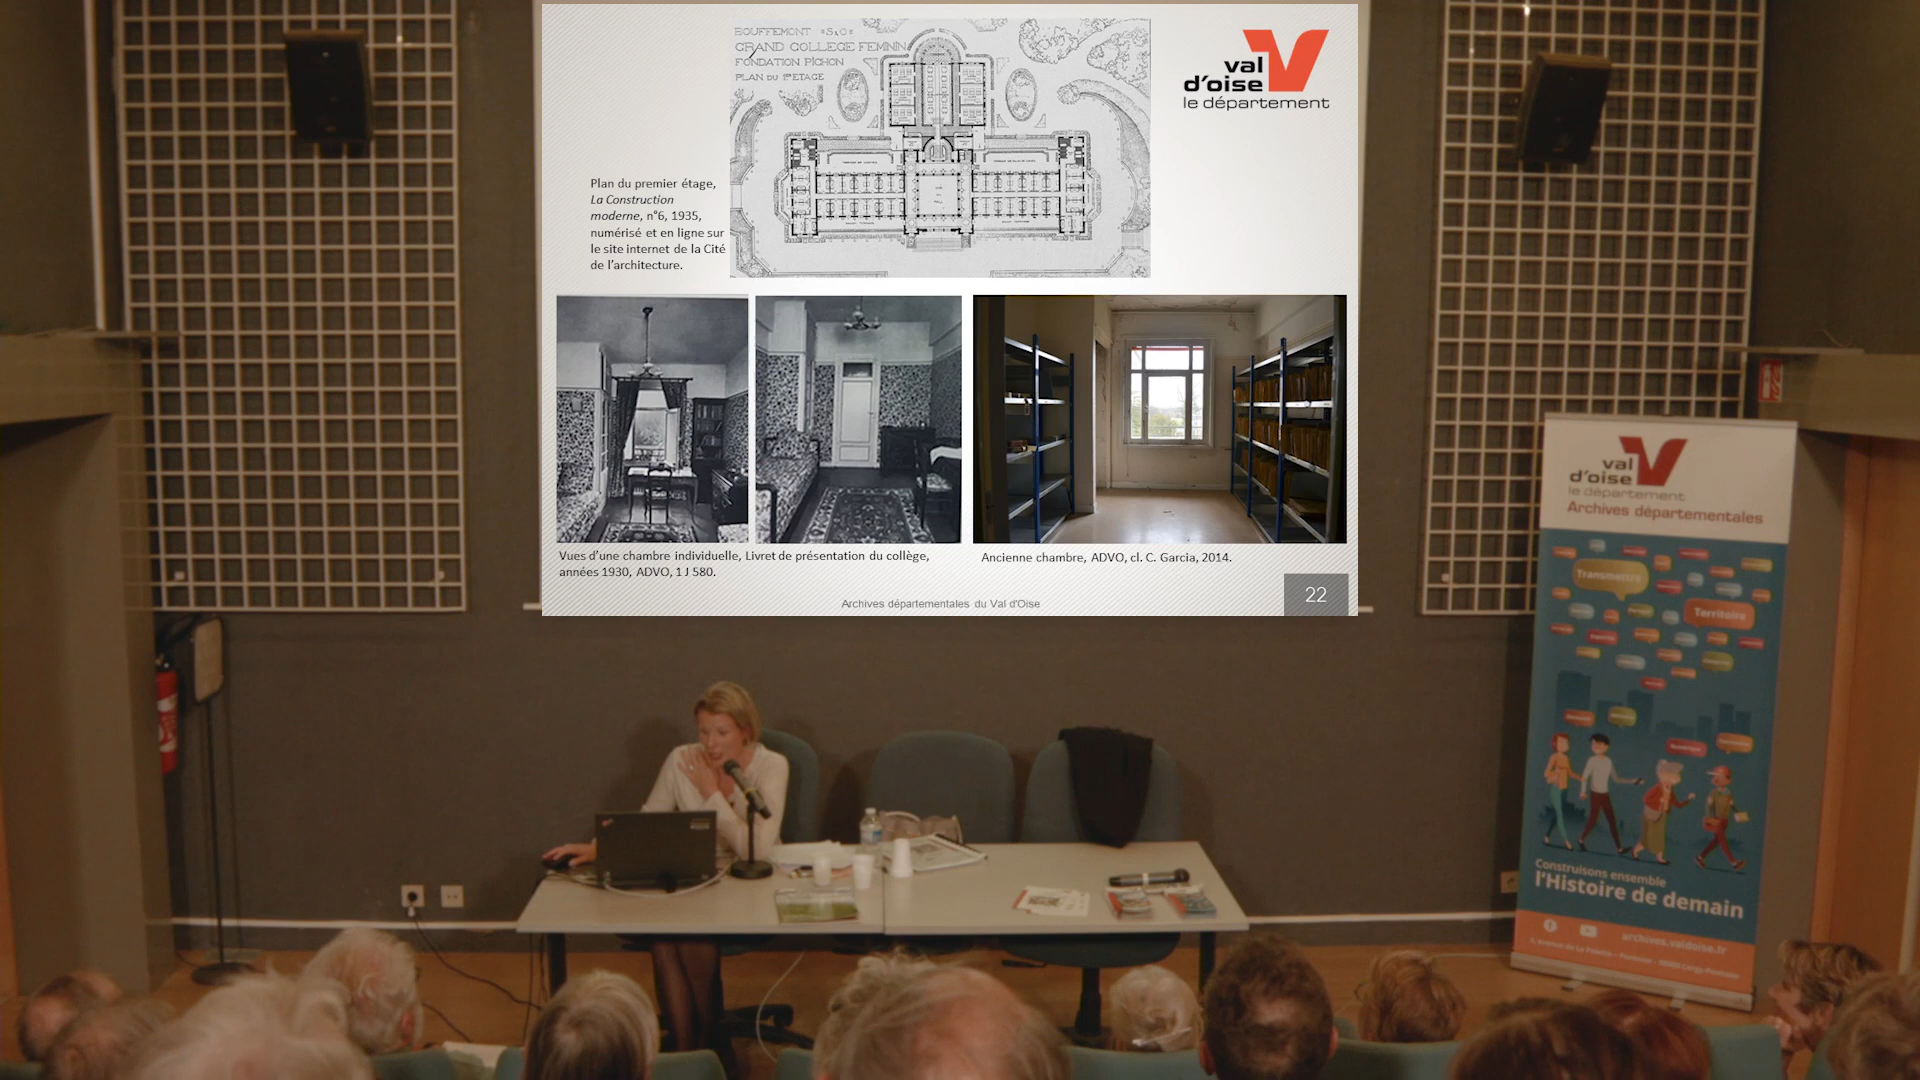 BOUFFEMONT
GRAND COLLEGE FEMININ
FONDATION PICHON
PLAN DU 1ER ETAGE
val
d'oise
le département
Plan du premier étage,
La Construction
moderne, n°6, 1935,
numérisé et en ligne sur
le site internet de la Cité
de l'architecture.
Vues d'une chambre individuelle, Livret de présentation du collège,
années 1930, ADVO, 1 J 580.
Ancienne chambre, ADVO, cl. C. Garcia, 2014.
Archives départementales du Val d'Oise
22
val
d'oise
le département
Archives départementales
Transmettre
Territoire
Construisons ensemble
l'Histoire de demain
archives.valdoise.fr